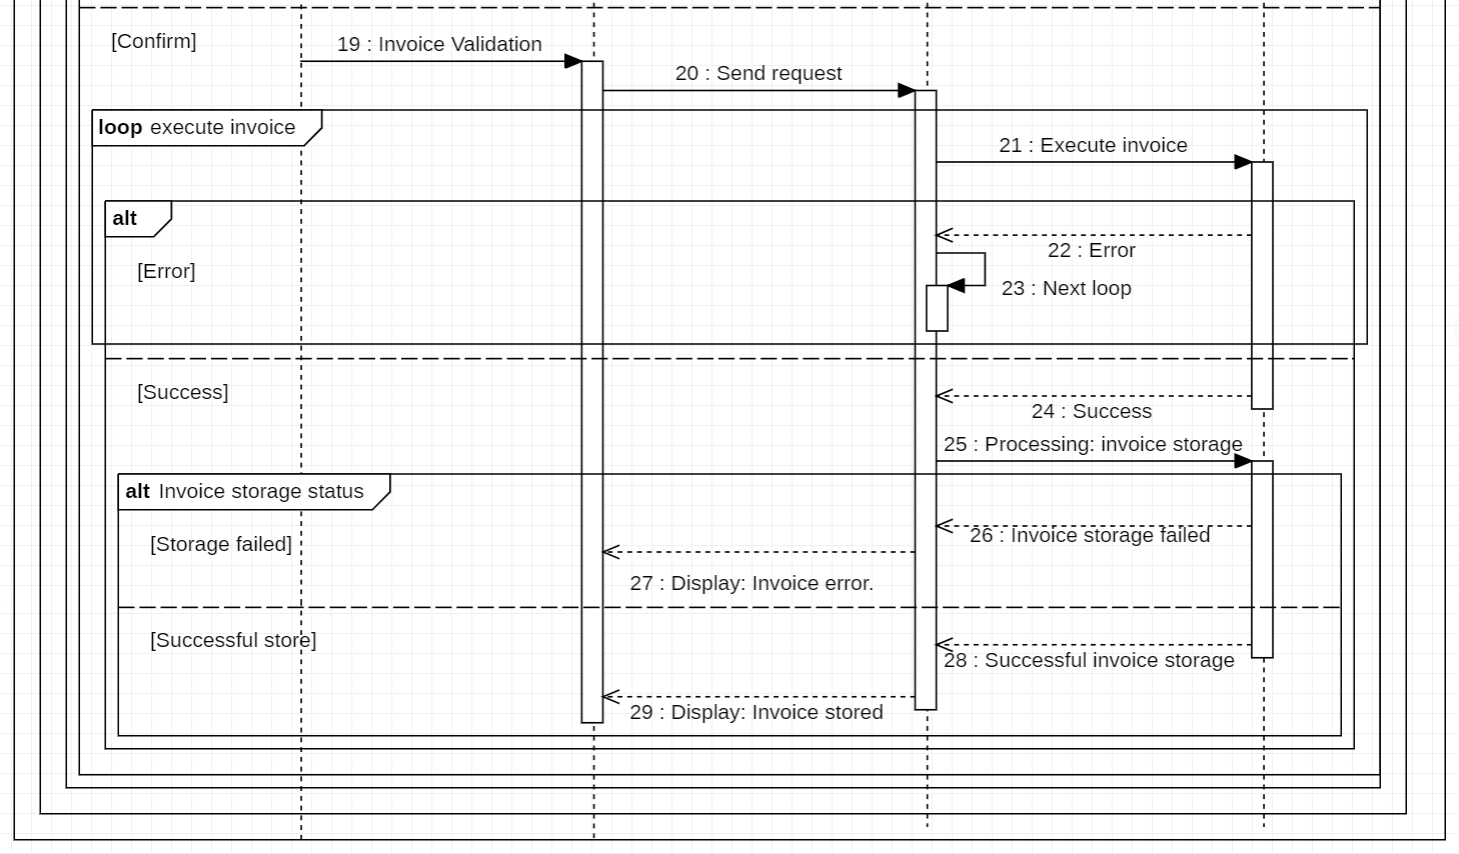 [Confirm]
19 : Invoice Validation
20 : Send request
loop execute invoice
21 : Execute invoice
alt
22 : Error
[Error]
23 : Next loop
[Success]
24 : Success
25 : Processing: invoice storage
alt Invoice storage status
26 : Invoice storage failed
[Storage failed]
27 : Display: Invoice error.
[Successful store]
28 : Successful invoice storage
29 : Display: Invoice stored